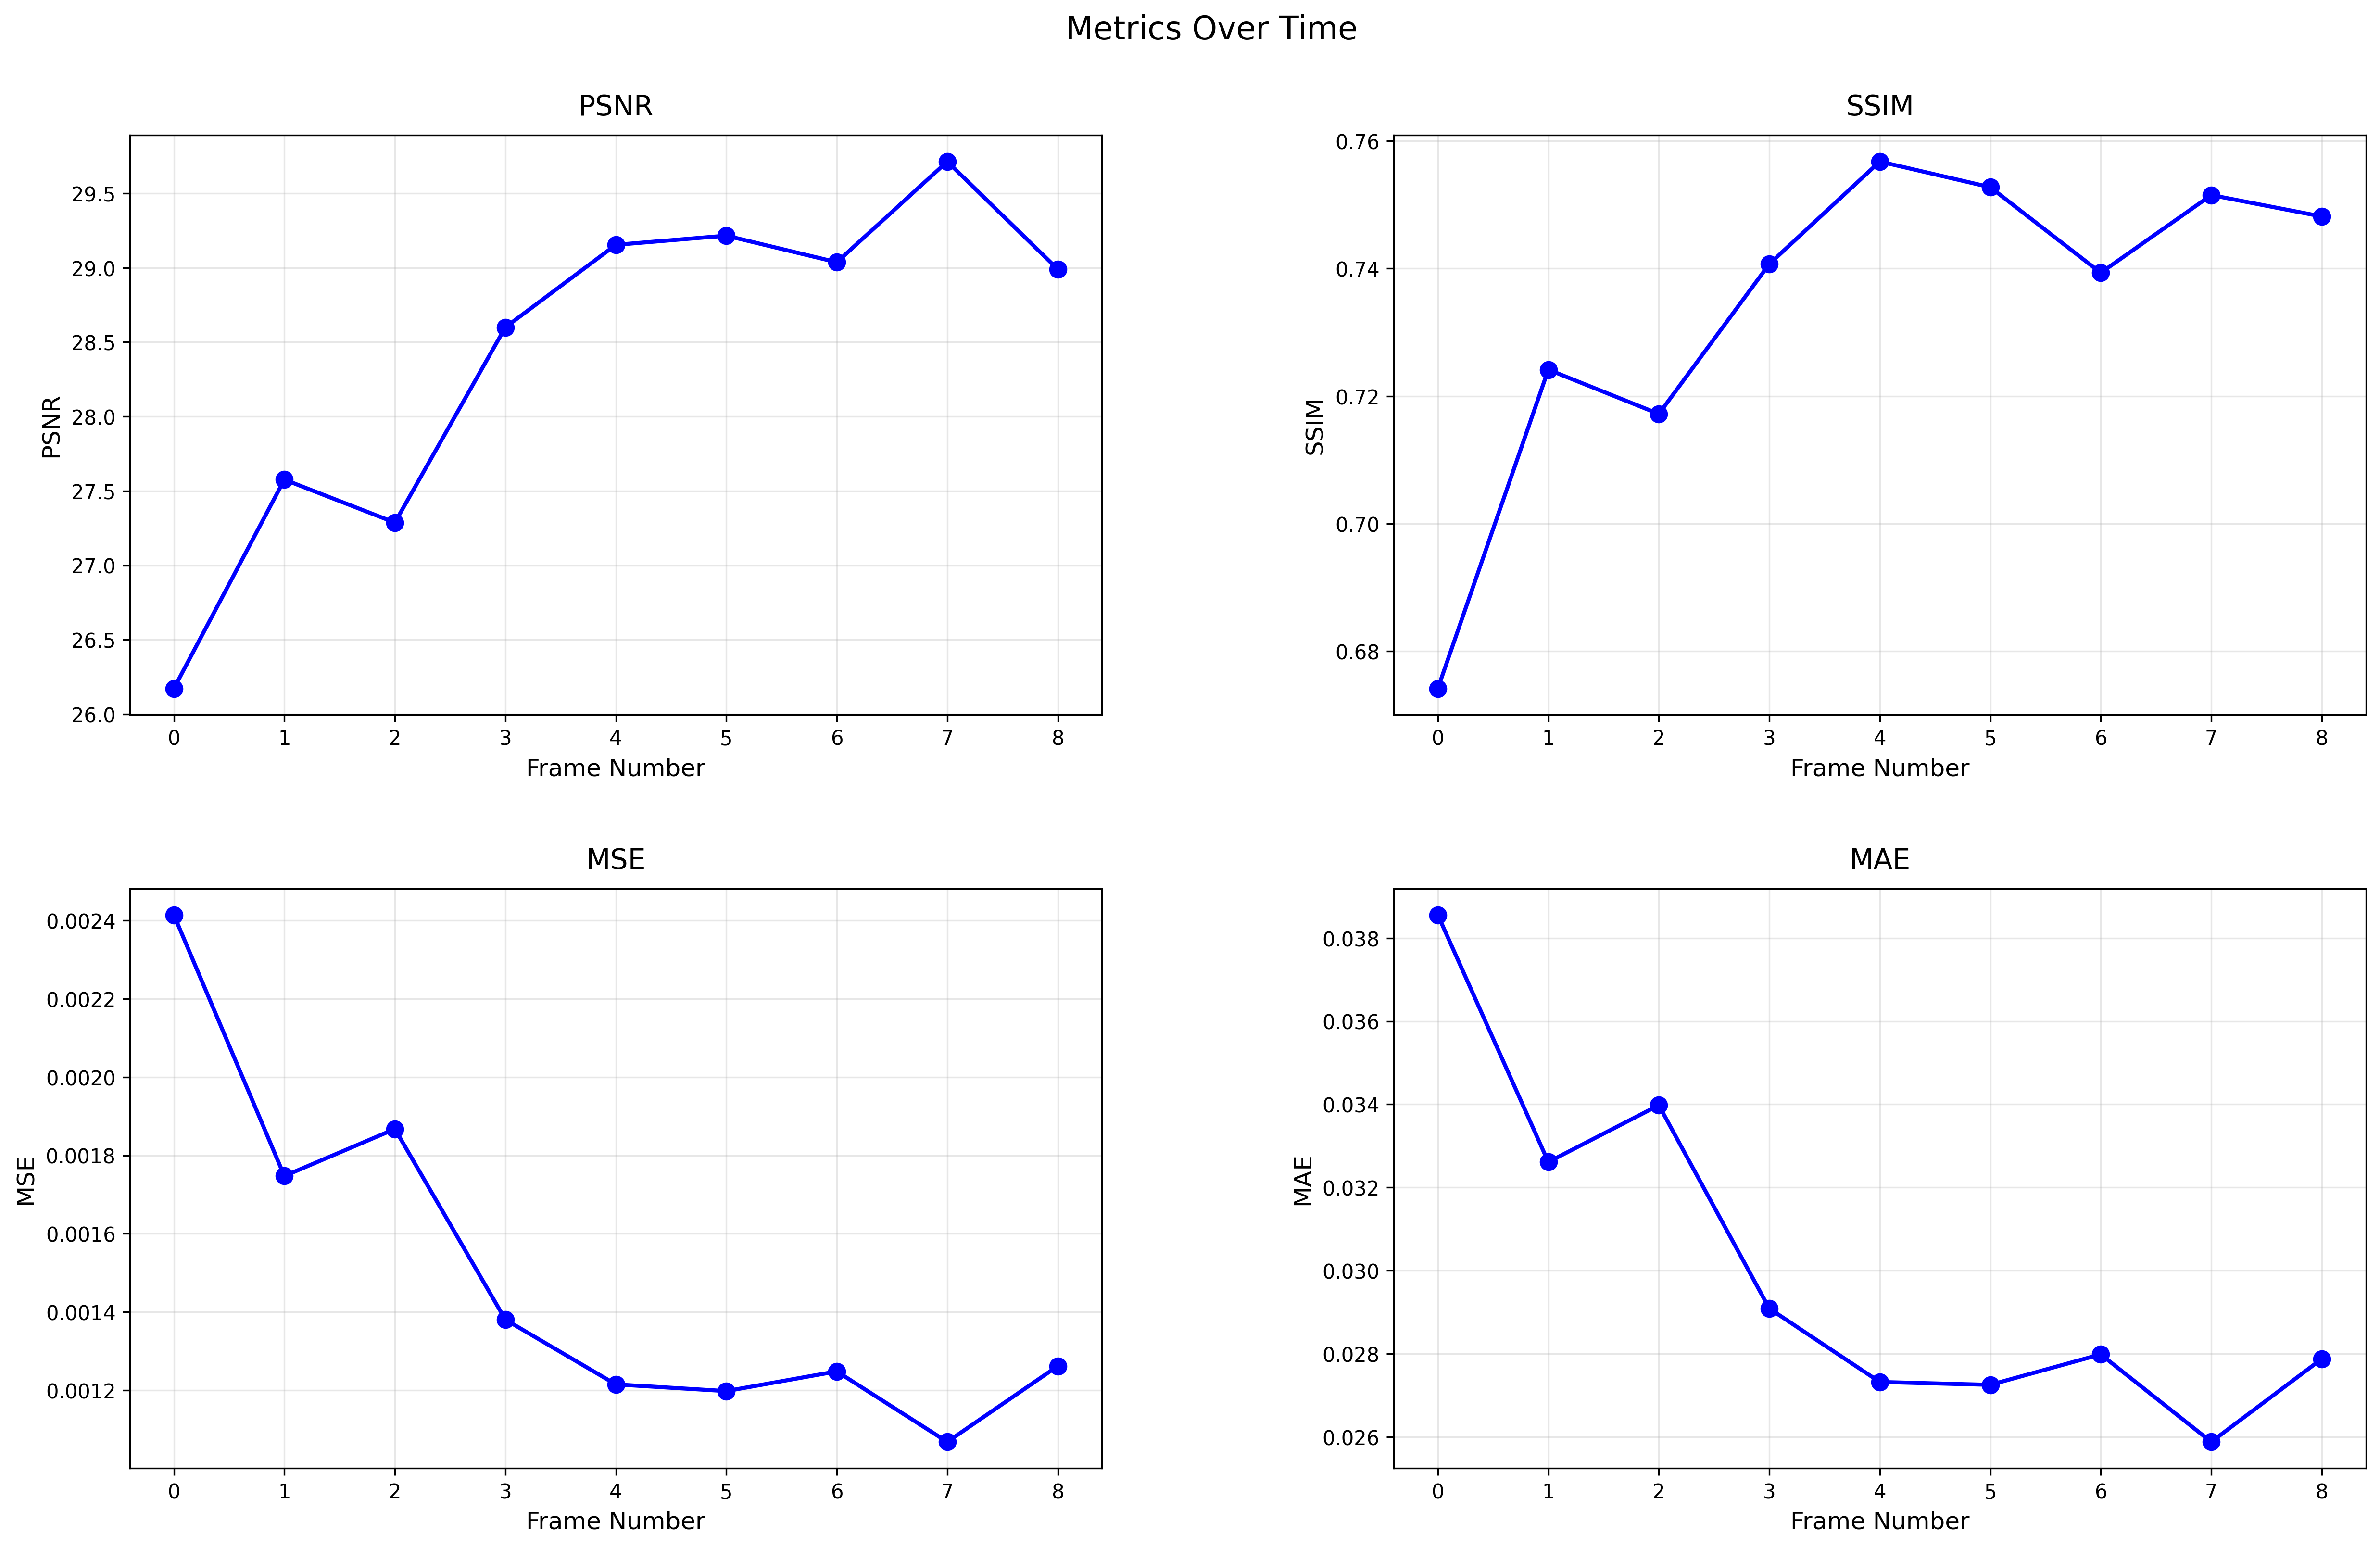 Metrics Over Time
PSNR
PSNR
29.5
29.0
28.5
28.0
27.5
27.0
26.5
26.0
0 1 2 3 4 5 6 7 8
Frame Number
SSIM
SSIM
0.76
0.74
0.72
0.70
0.68
0 1 2 3 4 5 6 7 8
Frame Number
MSE
MSE
0.0024
0.0022
0.0020
0.0018
0.0016
0.0014
0.0012
0 1 2 3 4 5 6 7 8
Frame Number
MAE
MAE
0.038
0.036
0.034
0.032
0.030
0.028
0.026
0 1 2 3 4 5 6 7 8
Frame Number